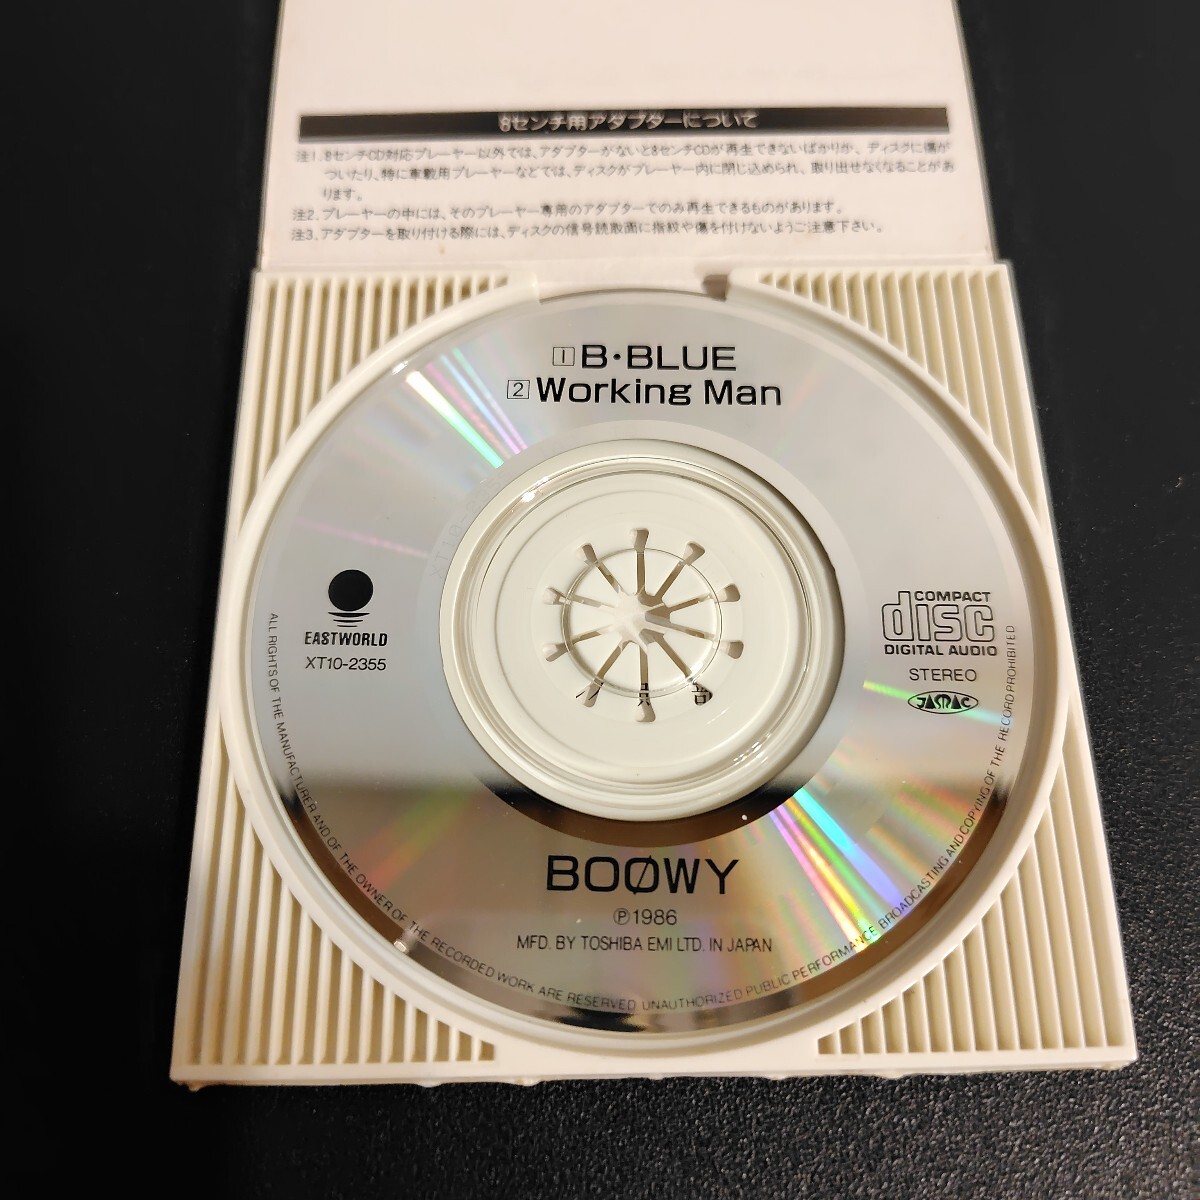 8センチ用アダプターについて
注1. 8センチCD対応プレーヤー以外では、アダプターがないと8センチCDが再生できないばかりか、ディスクに傷が
ついたり、特に車載用プレーヤーなどでは、ディスクがプレーヤー内に閉じ込められ、取り出せなくなることがあ
ります。
注2. プレーヤーの中には、そのプレーヤー専用のアダプターでのみ再生できるものがあります。
注3. アダプターを取り付ける際には、ディスクの信号読取面に指紋や傷を付けないようご注意下さい。
1 B・BLUE
2 Working Man
EASTWORLD
XT10-2355
COMPACT
disc
DIGITAL AUDIO
STEREO
JASRAC
BOØWY
Ⓟ1986
MFD. BY TOSHIBA EMI LTD. IN JAPAN
ALL RIGHTS OF THE MANUFACTURER AND OF THE OWNER OF THE RECORDED WORK ARE RESERVED. UNAUTHORIZED PUBLIC PERFORMANCE BROADCASTING AND COPYING OF THE RECORD PROHIBITED